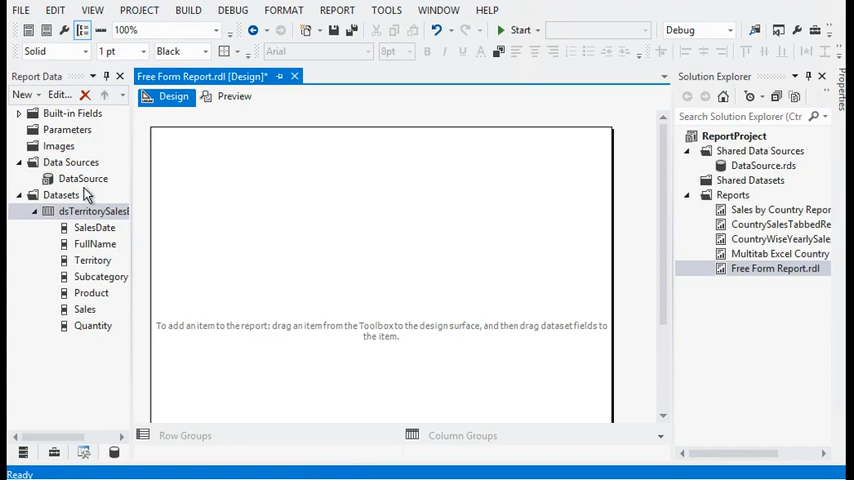 FILE EDIT VIEW PROJECT BUILD DEBUG FORMAT REPORT TOOLS WINDOW HELP
100% Start Debug
Solid 1 pt Black Arial 8pt
Report Data
New Edit...
Built-in Fields
Parameters
Images
Data Sources
DataSource
Datasets
dsTerritorySalesB
SalesDate
FullName
Territory
Subcategory
Product
Sales
Quantity
Free Form Report.rdl [Design]*
Design Preview
To add an item to the report: drag an item from the Toolbox to the design surface, and then drag dataset fields to
the item.
Row Groups Column Groups
Solution Explorer
Search Solution Explorer (Ctrl+;)
ReportProject
Shared Data Sources
DataSource.rds
Shared Datasets
Reports
Sales by Country Repor
CountrySalesTabbedRe
CountryWiseYearlySale
Multitab Excel Country
Free Form Report.rdl
Properties
Ready